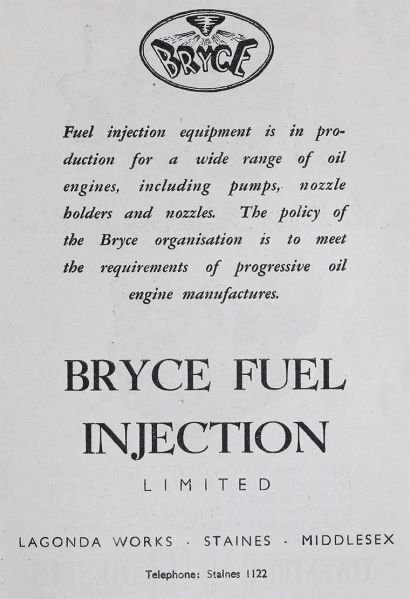 BRYCE
Fuel injection equipment is in pro-
duction for a wide range of oil
engines, including pumps, nozzle
holders and nozzles. The policy of
the Bryce organisation is to meet
the requirements of progressive oil
engine manufactures.
BRYCE FUEL
INJECTION
LIMITED
LAGONDA WORKS · STAINES · MIDDLESEX
Telephone: Staines 1122